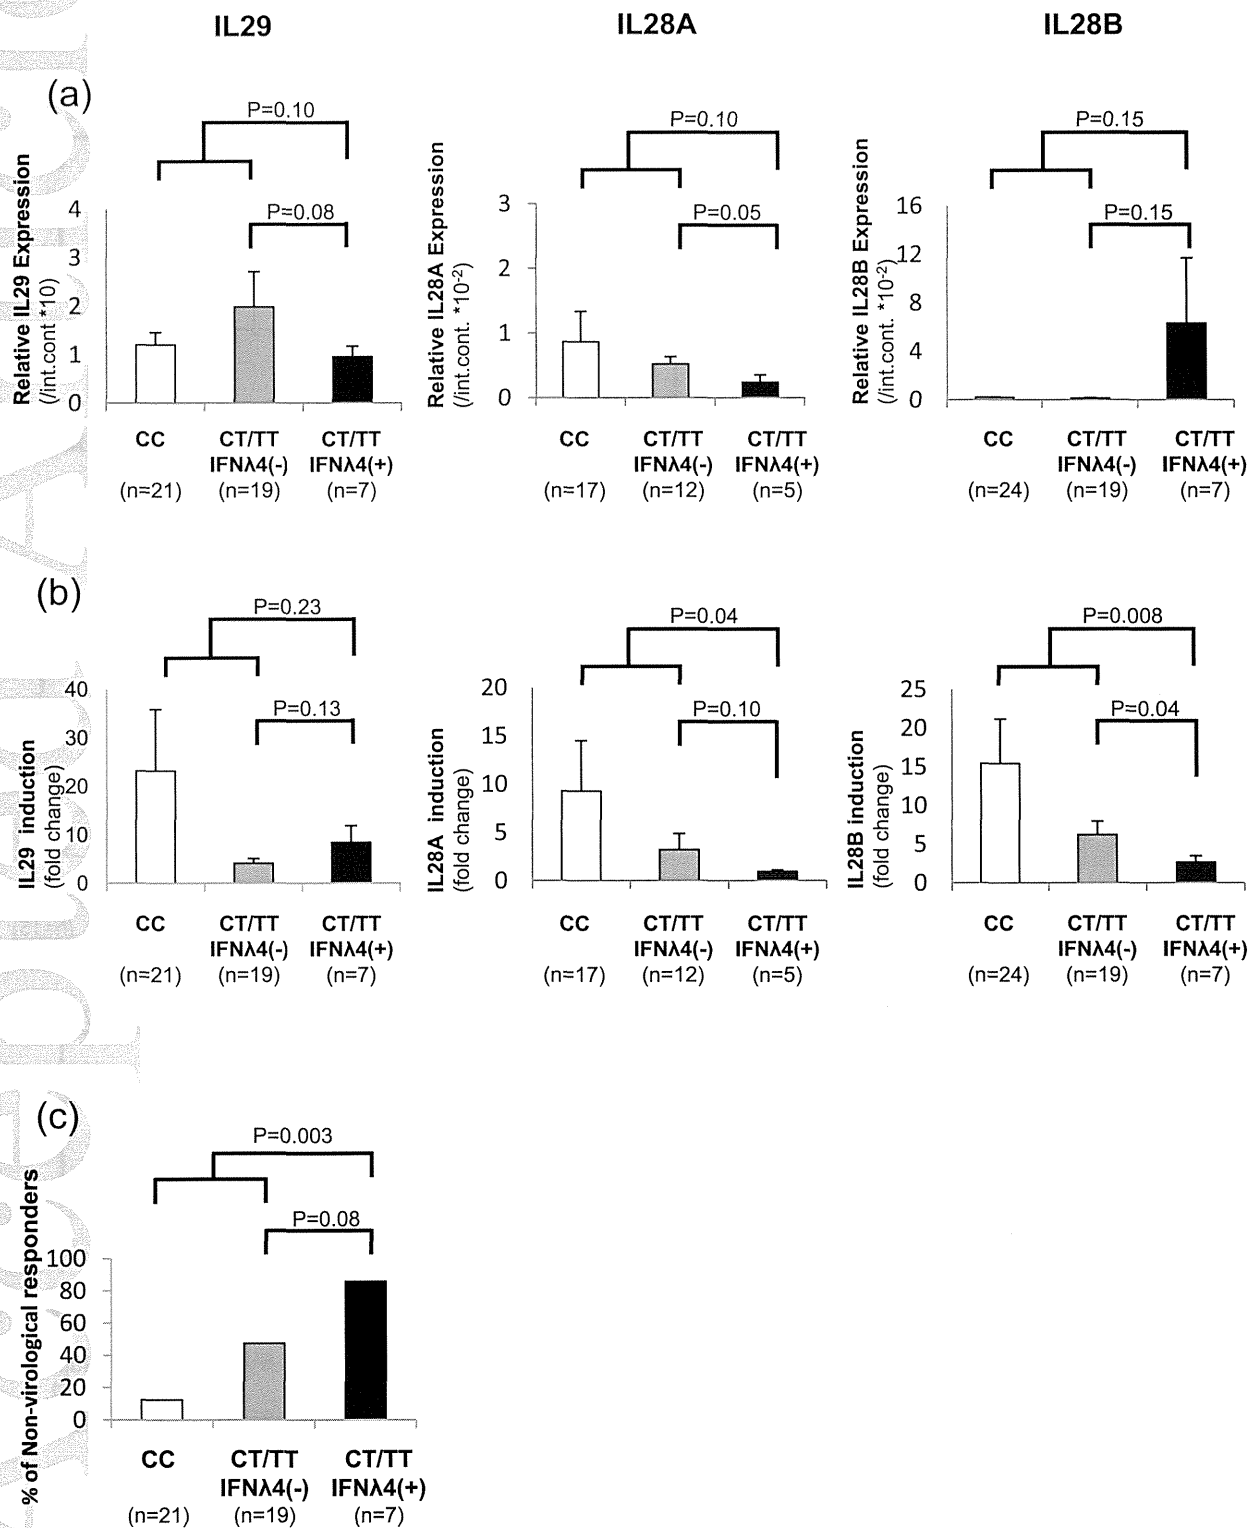 IL29
IL28A
IL28B
(a)
P=0.10
P=0.08
Relative IL29 Expression
(/int.cont *10)
4
3
2
1
0
CC
CT/TT
IFNλ4(-)
CT/TT
IFNλ4(+)
(n=21)
(n=19)
(n=7)
P=0.10
P=0.05
Relative IL28A Expression
(/int.cont. *10-2)
3
2
1
0
CC
CT/TT
IFNλ4(-)
CT/TT
IFNλ4(+)
(n=17)
(n=12)
(n=5)
P=0.15
P=0.15
Relative IL28B Expression
(/int.cont. *10-2)
16
12
8
4
0
CC
CT/TT
IFNλ4(-)
CT/TT
IFNλ4(+)
(n=24)
(n=19)
(n=7)
(b)
P=0.23
P=0.13
IL29 induction
(fold change)
40
30
20
10
0
CC
CT/TT
IFNλ4(-)
CT/TT
IFNλ4(+)
(n=21)
(n=19)
(n=7)
P=0.04
P=0.10
IL28A induction
(fold change)
20
15
10
5
0
CC
CT/TT
IFNλ4(-)
CT/TT
IFNλ4(+)
(n=17)
(n=12)
(n=5)
P=0.008
P=0.04
IL28B induction
(fold change)
25
20
15
10
5
0
CC
CT/TT
IFNλ4(-)
CT/TT
IFNλ4(+)
(n=24)
(n=19)
(n=7)
(c)
P=0.003
P=0.08
% of Non-virological responders
100
80
60
40
20
0
CC
CT/TT
IFNλ4(-)
CT/TT
IFNλ4(+)
(n=21)
(n=19)
(n=7)
Accepted Article